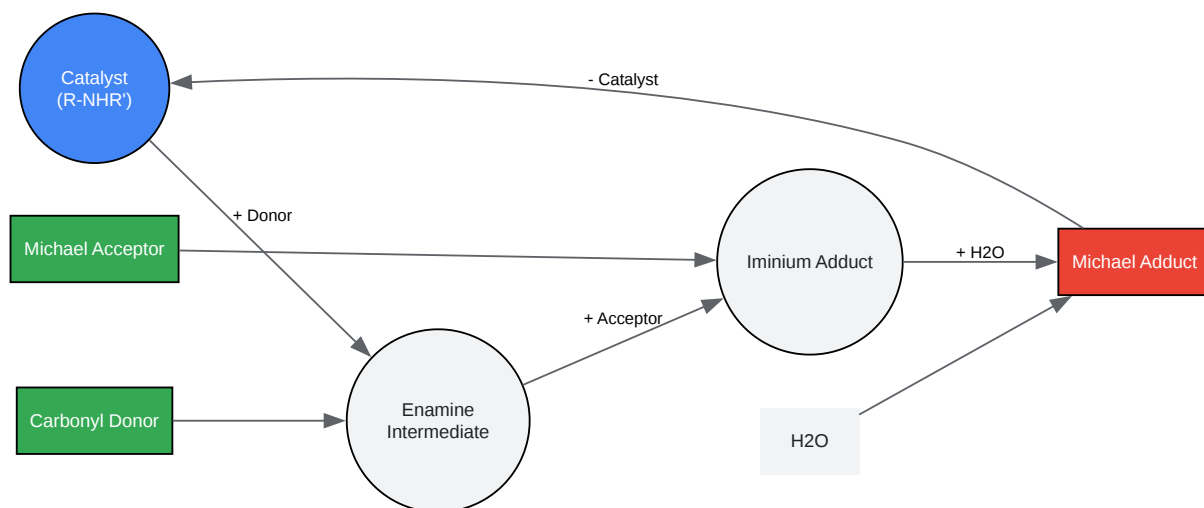 Catalyst
(R-NHR')
- Catalyst
+ Donor
Michael Acceptor
Iminium Adduct
+ H2O
Michael Adduct
+ Acceptor
Carbonyl Donor
Enamine
Intermediate
H2O